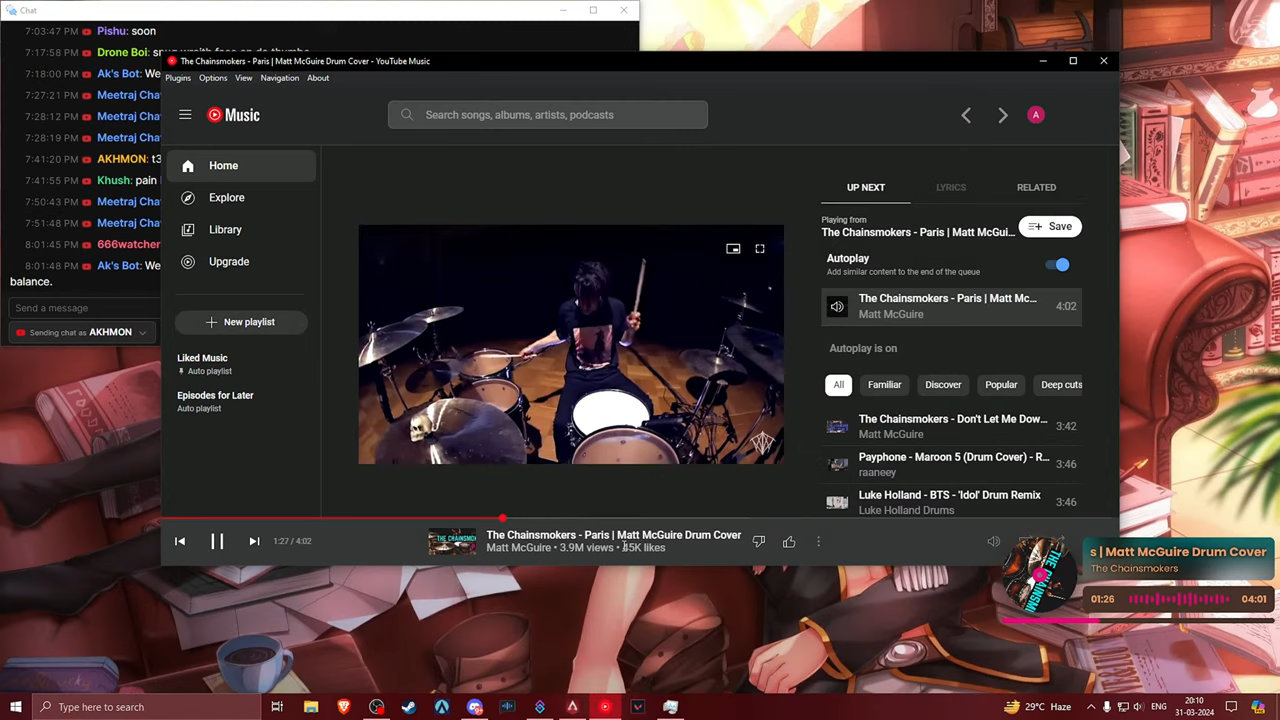 Chat
7:03:47 PM Pishu: soon
7:17:58 PM Drone Boi:
7:18:00 PM Ak's Bot: We
7:27:21 PM Meetraj Cha
7:28:12 PM Meetraj Cha
7:28:19 PM Meetraj Cha
7:41:20 PM AKHMON: t3
7:41:55 PM Khush: pain
7:50:43 PM Meetraj Cha
7:51:48 PM Meetraj Cha
8:01:45 PM 666watcher
8:01:48 PM Ak's Bot: We
balance.
Send a message
Sending chat as AKHMON
The Chainsmokers - Paris | Matt McGuire Drum Cover - YouTube Music
Plugins Options View Navigation About
Music
Search songs, albums, artists, podcasts
A
Home
Explore
Library
Upgrade
New playlist
Liked Music
Auto playlist
Episodes for Later
Auto playlist
UP NEXT LYRICS RELATED
Playing from
The Chainsmokers - Paris | Matt McGui...
Save
Autoplay
Add similar content to the end of the queue
The Chainsmokers - Paris | Matt Mc...
Matt McGuire
4:02
Autoplay is on
All Familiar Discover Popular Deep cuts
The Chainsmokers - Don't Let Me Dow...
Matt McGuire
3:42
Payphone - Maroon 5 (Drum Cover) - R...
raaneey
3:46
Luke Holland - BTS - 'Idol' Drum Remix
Luke Holland Drums
3:46
1:27 / 4:02
The Chainsmokers - Paris | Matt McGuire Drum Cover
Matt McGuire • 3.9M views • 45K likes
s | Matt McGuire Drum Cover
The Chainsmokers
01:26 04:01
Type here to search
29°C Haze
ENG
20:10
31-03-2024